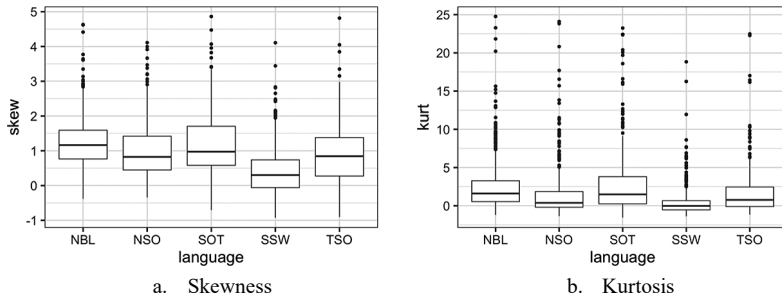 5
4
3
2
1
0
-1
skew
NBL NSO SOT SSW TSO
language
a. Skewness
25
20
15
10
5
0
kurt
NBL NSO SOT SSW TSO
language
b. Kurtosis